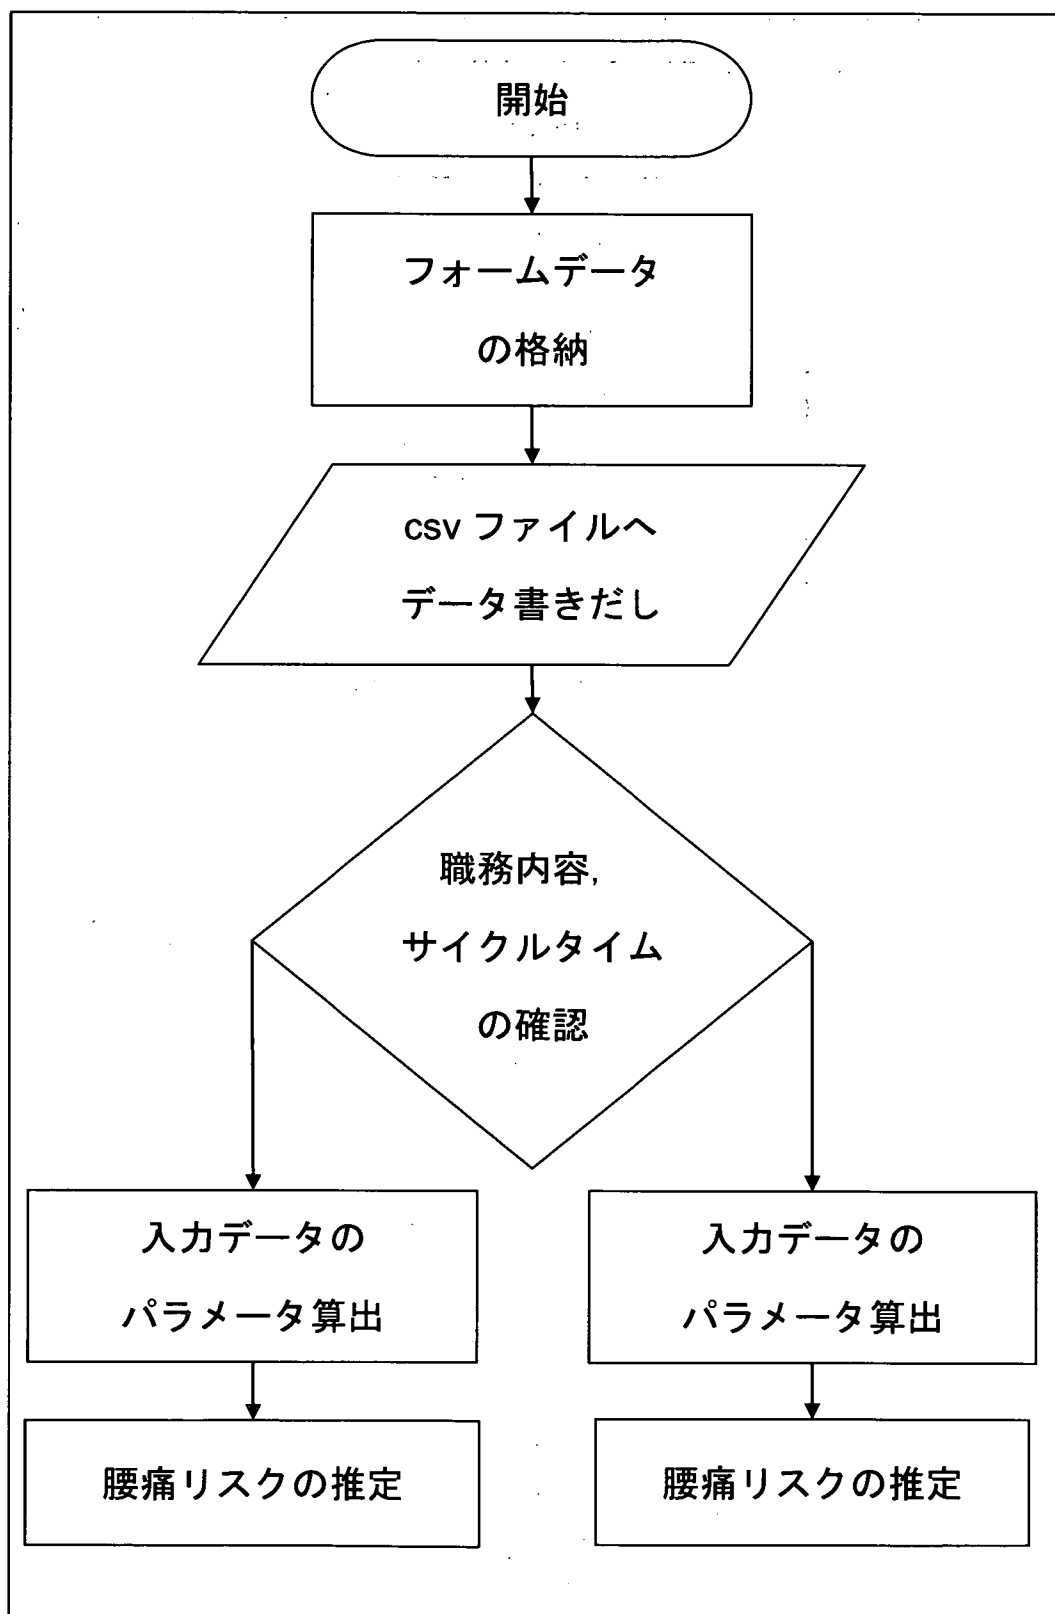 開始
フォームデータ
の格納
csv ファイルへ
データ書きだし
職務内容,
サイクルタイム
の確認
入力データの
パラメータ算出
腰痛リスクの推定
入力データの
パラメータ算出
腰痛リスクの推定